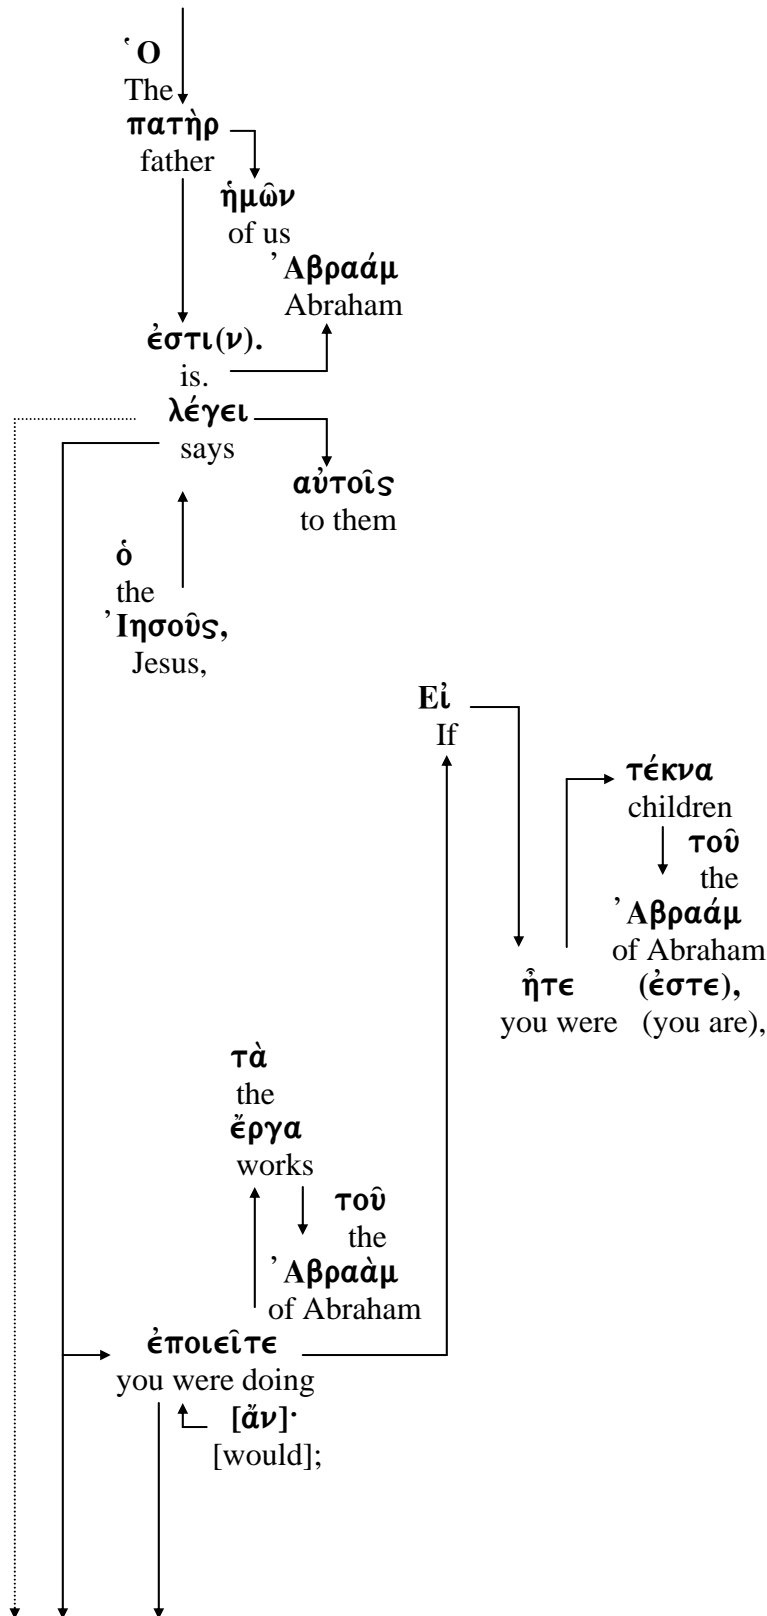 Ὁ
The
πατὴρ
father
ἡμῶν
of us
Ἀβραάμ
Abraham
ἐστι(ν).
is.
λέγει
says
αὐτοῖς
to them
ὁ
the
Ἰησοῦς,
Jesus,
Εἰ
If
τέκνα
children
τοῦ
the
Ἀβραάμ
of Abraham
ἦτε (ἐστε),
you were (you are),
τὰ
the
ἔργα
works
τοῦ
the
Ἀβραὰμ
of Abraham
ἐποιεῖτε
you were doing
[ἄν]·
[would];